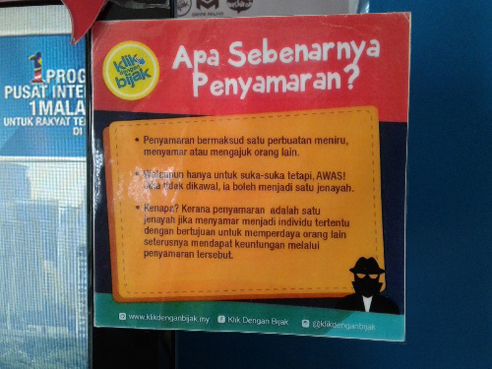 klik
dengan
bijak
Apa Sebenarnya
Penyamaran?
1.PROG
PUSAT INTE
1MALA
UNTUK RAKYAT TE
DI
• Penyamaran bermaksud satu perbuatan meniru,
menyamar atau mengajuk orang lain.
• Walaupun hanya untuk suka-suka tetapi, AWAS!
Jika tidak dikawal, ia boleh menjadi satu jenayah.
• Kenapa? Kerana penyamaran adalah satu
jenayah jika menyamar menjadi individu tertentu
dengan bertujuan untuk memperdaya orang lain
seterusnya mendapat keuntungan melalui
penyamaran tersebut.
www.klikdenganbijak.my Klik Dengan Bijak @klikdenganbijak